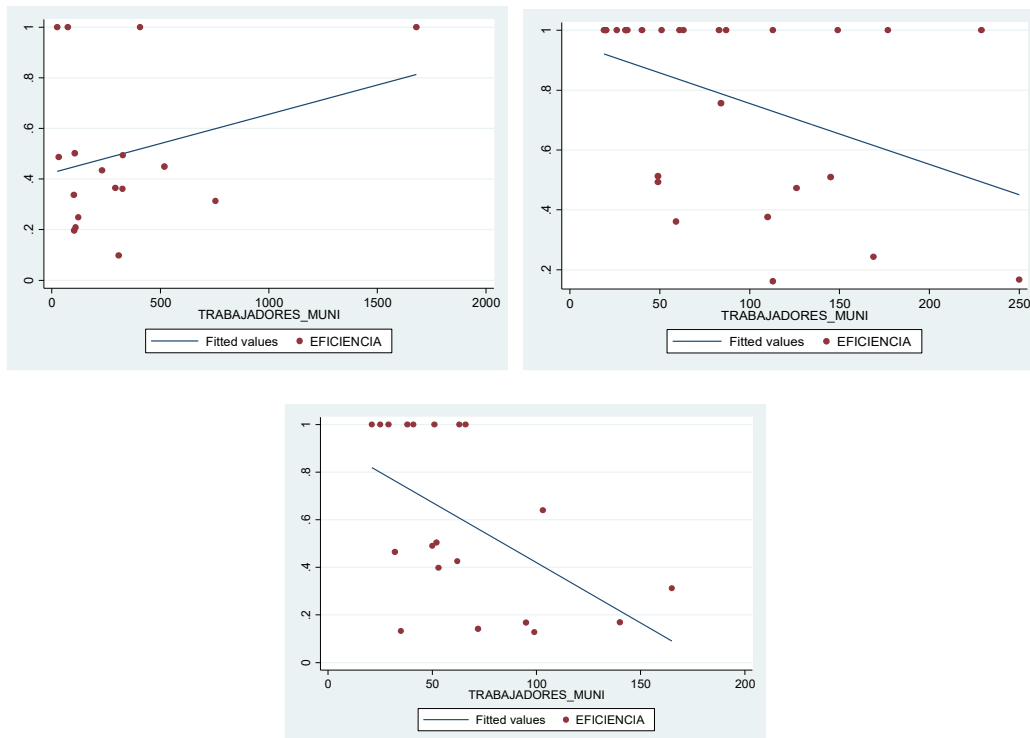 1
.8
.6
.4
.2
0
0 500 1000 1500 2000
TRABAJADORES_MUNI
Fitted values EFICIENCIA
1
.8
.6
.4
.2
0 50 100 150 200 250
TRABAJADORES_MUNI
Fitted values EFICIENCIA
1
.8
.6
.4
.2
0
0 50 100 150 200
TRABAJADORES_MUNI
Fitted values EFICIENCIA